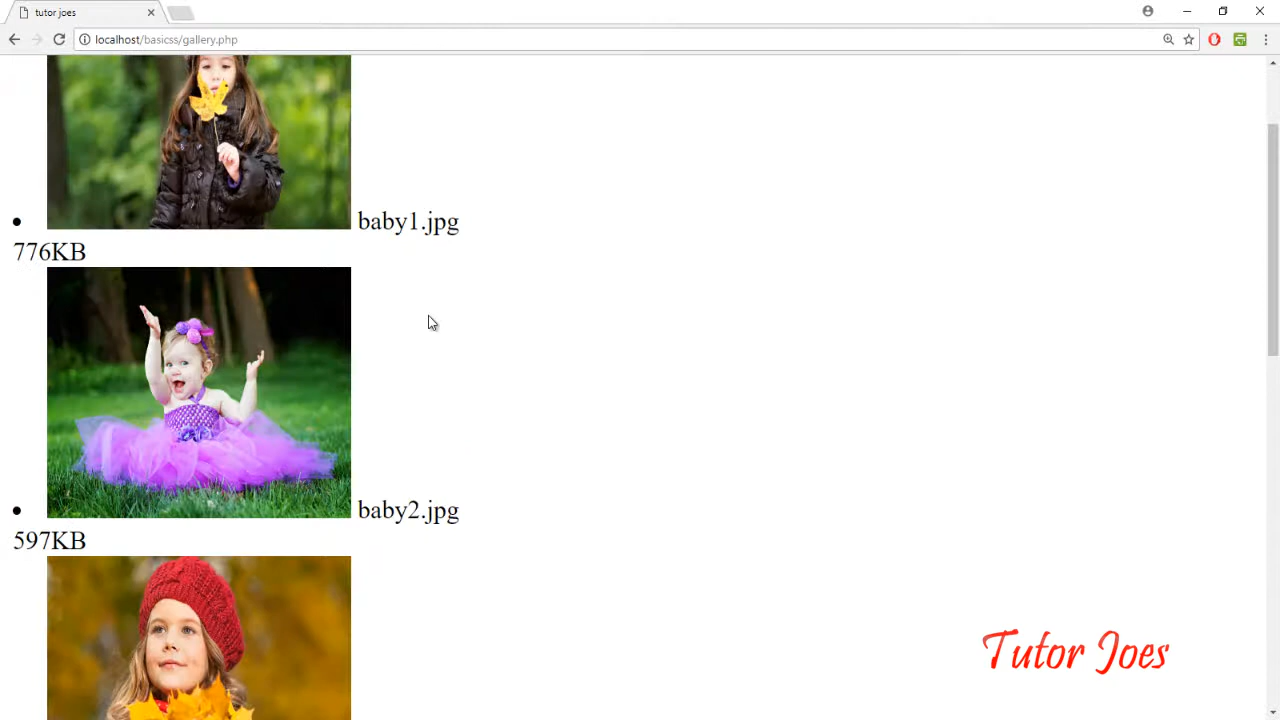 tutor joes
localhost/basicss/gallery.php
baby1.jpg
776KB
baby2.jpg
597KB
Tutor Joes